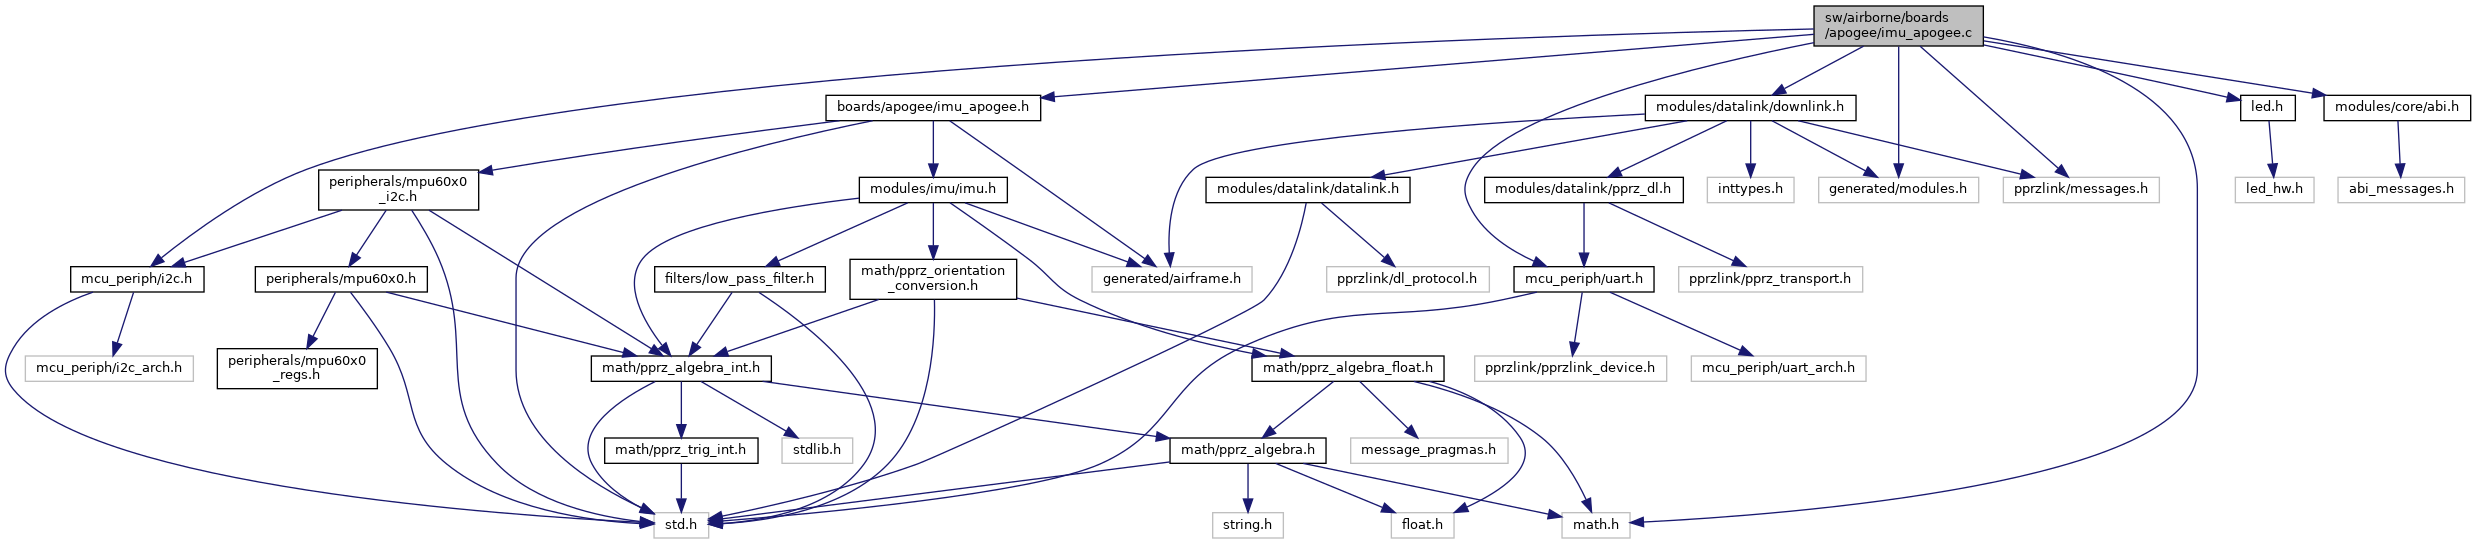 sw/airborne/boards
/apogee/imu_apogee.c
boards/apogee/imu_apogee.h
modules/datalink/downlink.h
led.h
modules/core/abi.h
peripherals/mpu60x0
_i2c.h
modules/imu/imu.h
modules/datalink/datalink.h
modules/datalink/pprz_dl.h
inttypes.h
generated/modules.h
pprzlink/messages.h
led_hw.h
abi_messages.h
mcu_periph/i2c.h
peripherals/mpu60x0.h
filters/low_pass_filter.h
math/pprz_orientation
_conversion.h
generated/airframe.h
pprzlink/dl_protocol.h
mcu_periph/uart.h
pprzlink/pprz_transport.h
mcu_periph/i2c_arch.h
peripherals/mpu60x0
_regs.h
math/pprz_algebra_int.h
math/pprz_algebra_float.h
pprzlink/pprzlink_device.h
mcu_periph/uart_arch.h
math/pprz_trig_int.h
stdlib.h
math/pprz_algebra.h
message_pragmas.h
std.h
string.h
float.h
math.h